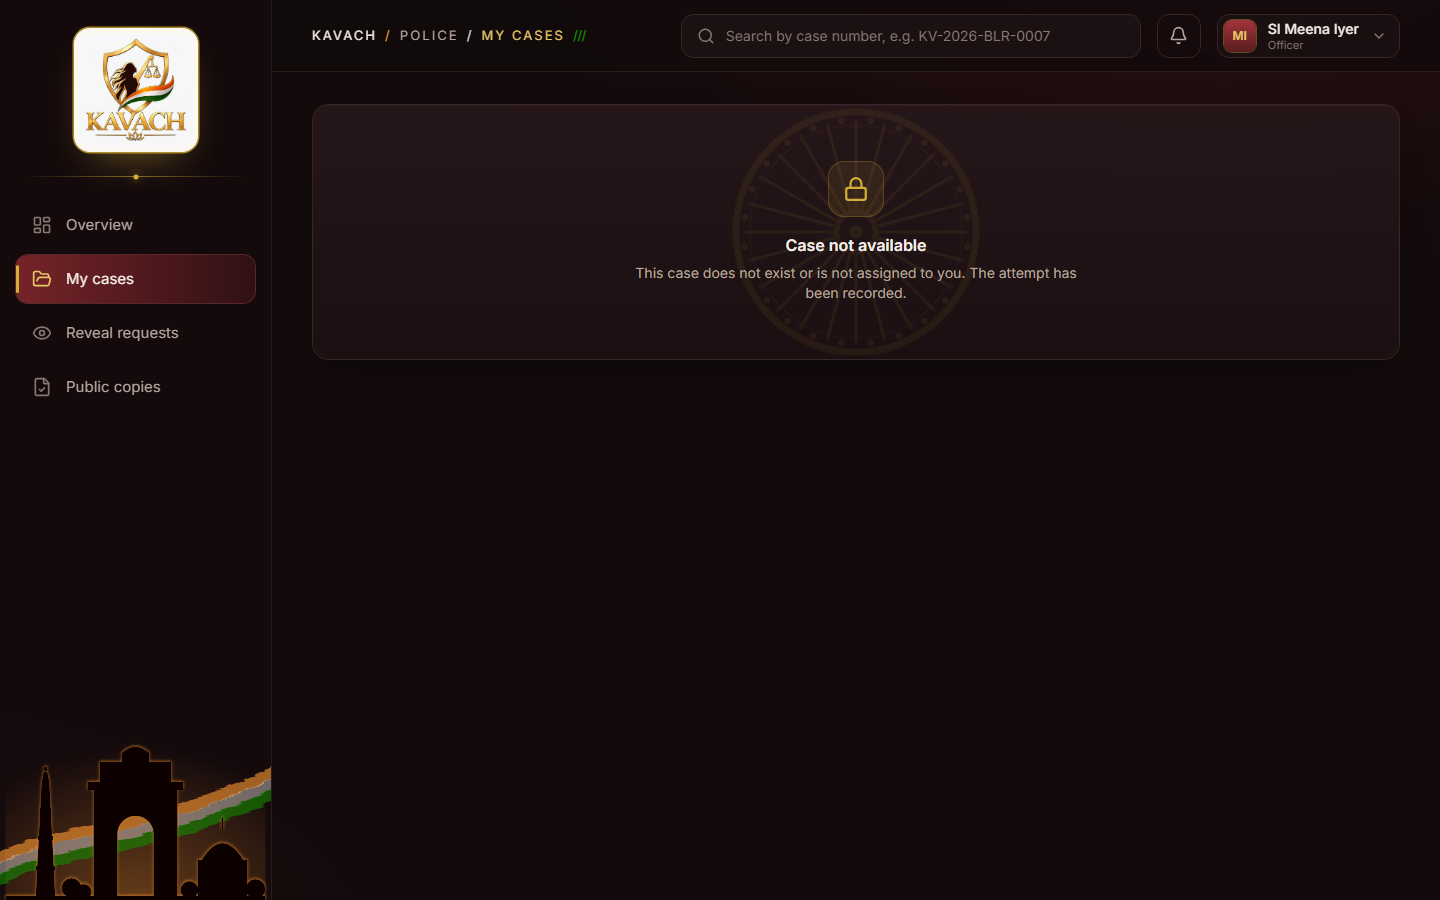 KAVACH
Overview
My cases
Reveal requests
Public copies
KAVACH / POLICE / MY CASES ///
Search by case number, e.g. KV-2026-BLR-0007
MI
SI Meena Iyer
Officer
Case not available
This case does not exist or is not assigned to you. The attempt has
been recorded.